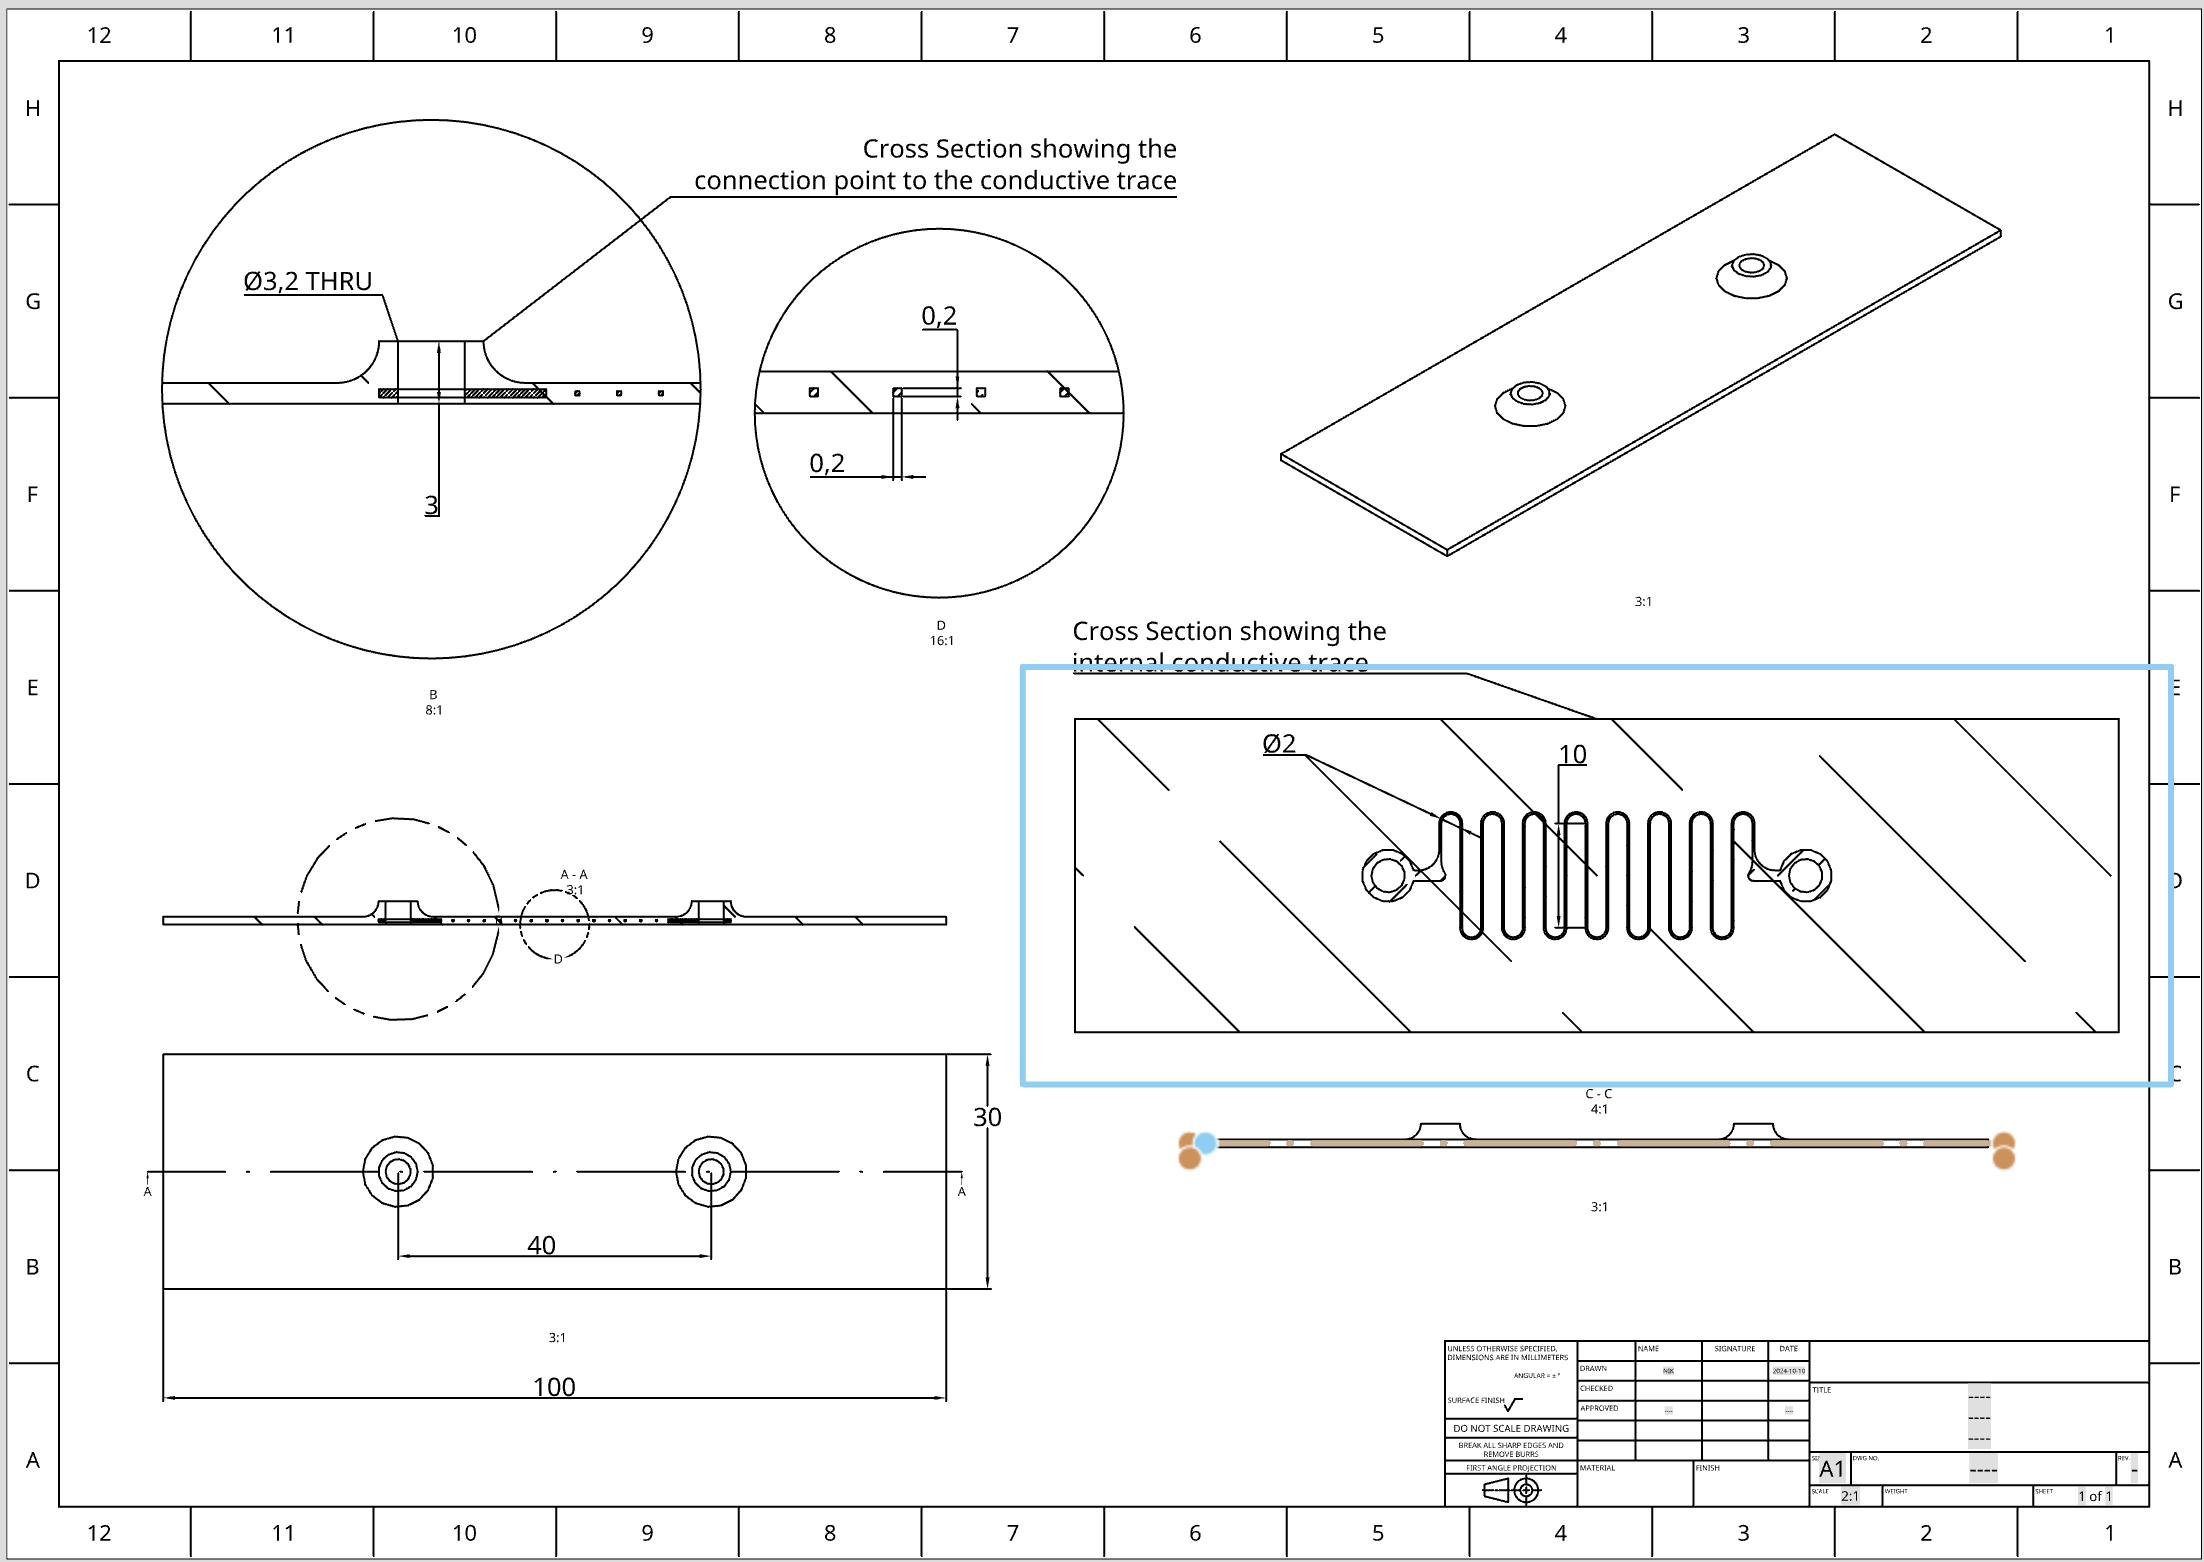 12 11 10 9 8 7 6 5 4 3 2 1
H H
Cross Section showing the
connection point to the conductive trace
Ø3,2 THRU
G G
0,2
0,2
3
F F
D
16:1
3:1
Cross Section showing the
internal conductive trace
E E
B
8:1
Ø2
10
A - A
3:1
D D
D
C - C
4:1
C C
30
A A
3:1
40
B B
3:1
100
UNLESS OTHERWISE SPECIFIED,
DIMENSIONS ARE IN MILLIMETERS
ANGULAR = ± °
SURFACE FINISH
DO NOT SCALE DRAWING
BREAK ALL SHARP EDGES AND
REMOVE BURRS
FIRST ANGLE PROJECTION
NAME SIGNATURE DATE
DRAWN 2024-10-10
CHECKED
APPROVED
MATERIAL FINISH
TITLE
----
----
----
A1 DWG NO. ---- REV. -
SCALE 2:1 WEIGHT SHEET 1 of 1
A A
12 11 10 9 8 7 6 5 4 3 2 1